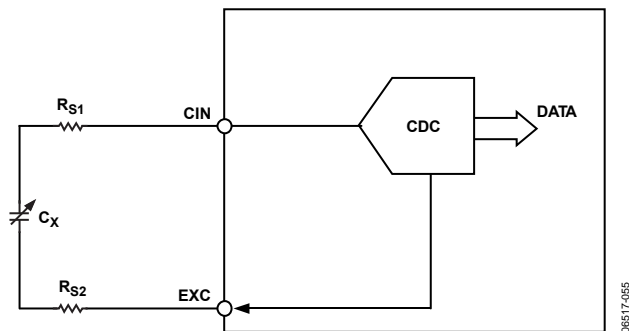 RS1
CIN
CDC
DATA
CX
RS2
EXC
06517-055